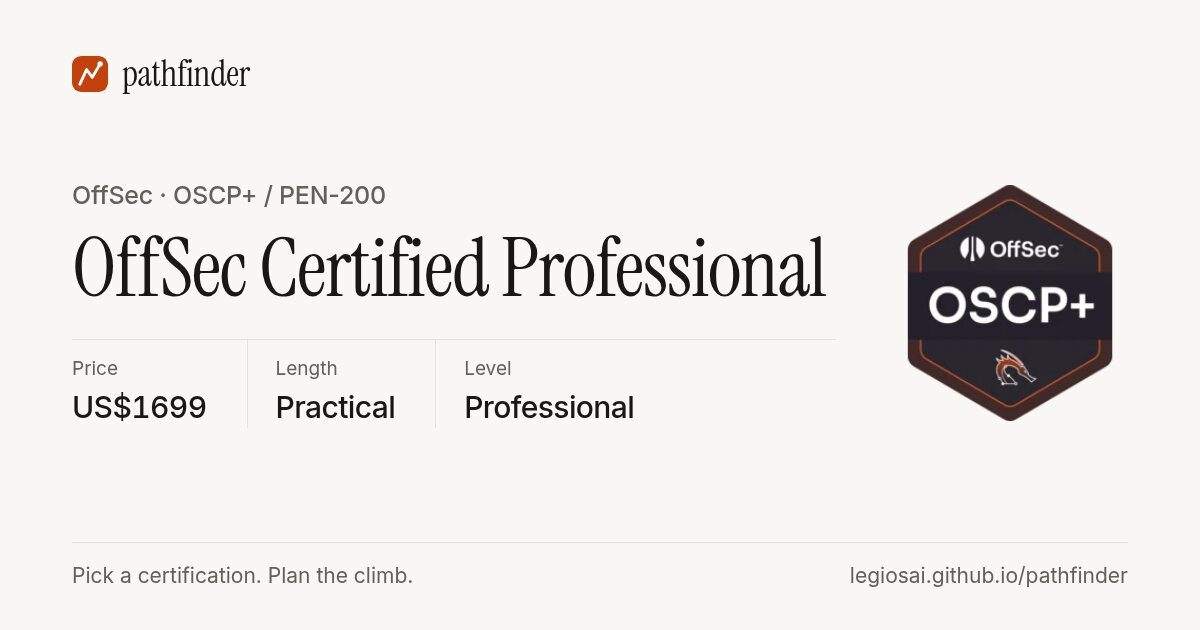 pathfinder
OffSec · OSCP+ / PEN-200
OffSec Certified Professional
Price
US$1699
Length
Practical
Level
Professional
OffSec™
OSCP+
Pick a certification. Plan the climb.
legiosai.github.io/pathfinder